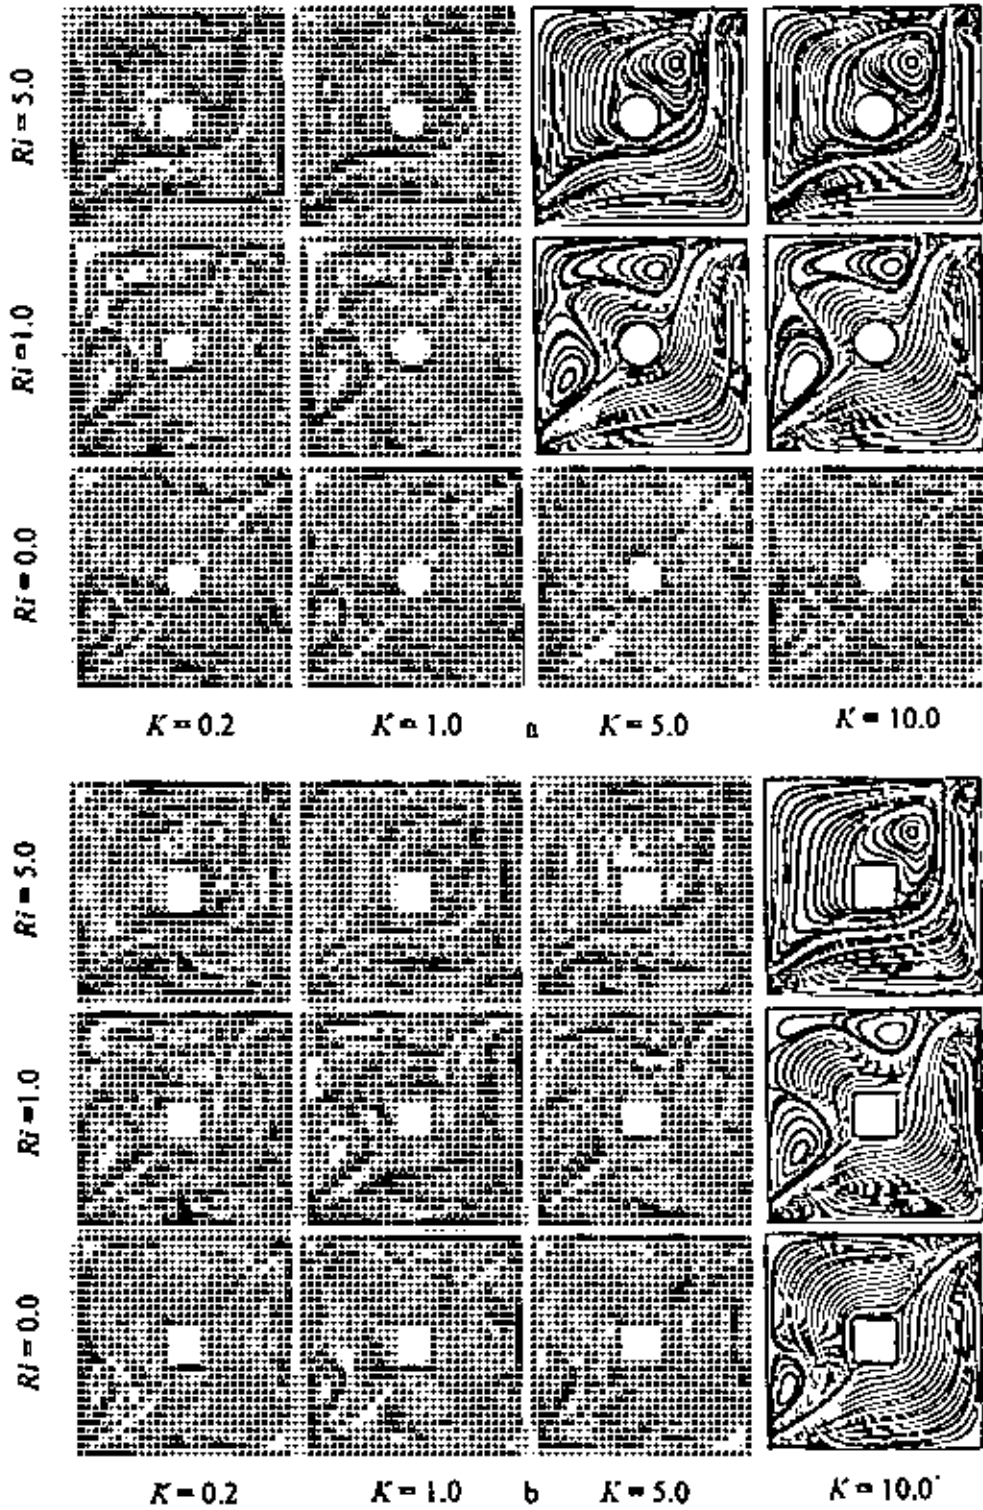 Ri = 5.0
Ri = 1.0
Ri = 0.0
K = 0.2 K = 1.0 a K = 5.0 K = 10.0
Ri = 5.0
Ri = 1.0
Ri = 0.0
K = 0.2 K = 1.0 b K = 5.0 K = 10.0